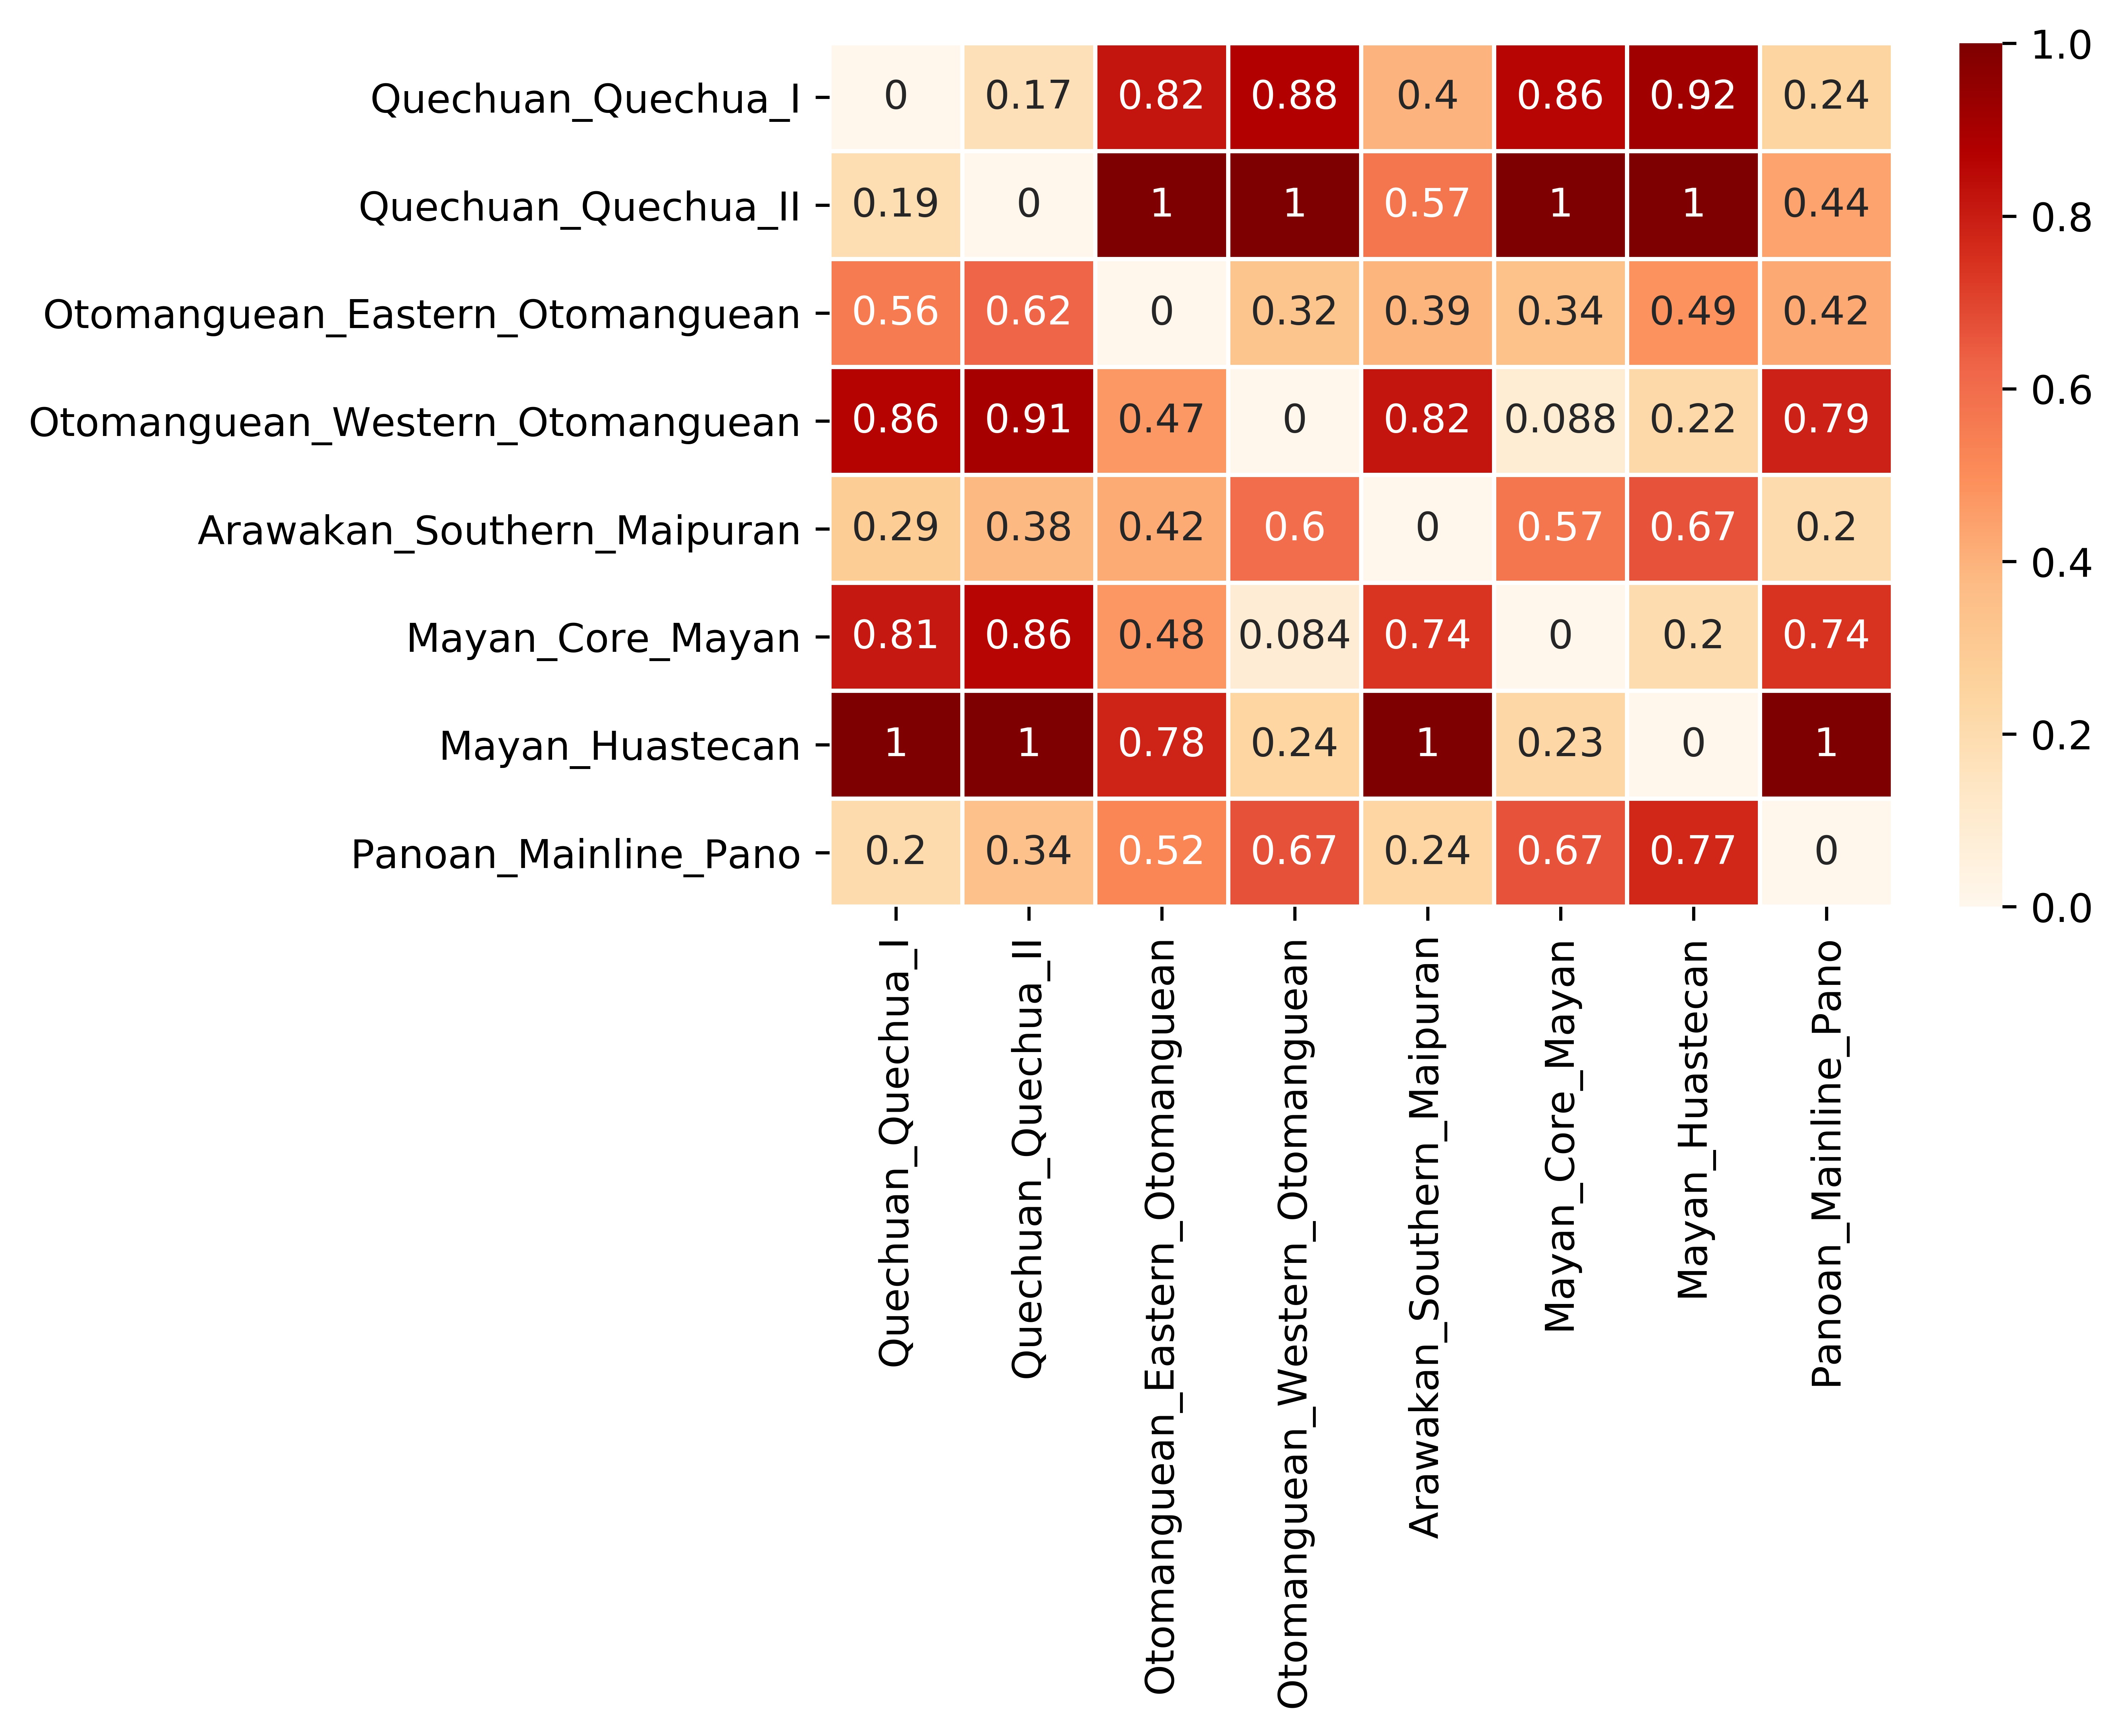 Quechuan_Quechua_I 0 0.17 0.82 0.88 0.4 0.86 0.92 0.24
Quechuan_Quechua_II 0.19 0 1 1 0.57 1 1 0.44
Otomanguean_Eastern_Otomanguean 0.56 0.62 0 0.32 0.39 0.34 0.49 0.42
Otomanguean_Western_Otomanguean 0.86 0.91 0.47 0 0.82 0.088 0.22 0.79
Arawakan_Southern_Maipuran 0.29 0.38 0.42 0.6 0 0.57 0.67 0.2
Mayan_Core_Mayan 0.81 0.86 0.48 0.084 0.74 0 0.2 0.74
Mayan_Huastecan 1 1 0.78 0.24 1 0.23 0 1
Panoan_Mainline_Pano 0.2 0.34 0.52 0.67 0.24 0.67 0.77 0
Quechuan_Quechua_I
Quechuan_Quechua_II
Otomanguean_Eastern_Otomanguean
Otomanguean_Western_Otomanguean
Arawakan_Southern_Maipuran
Mayan_Core_Mayan
Mayan_Huastecan
Panoan_Mainline_Pano
1.0
0.8
0.6
0.4
0.2
0.0